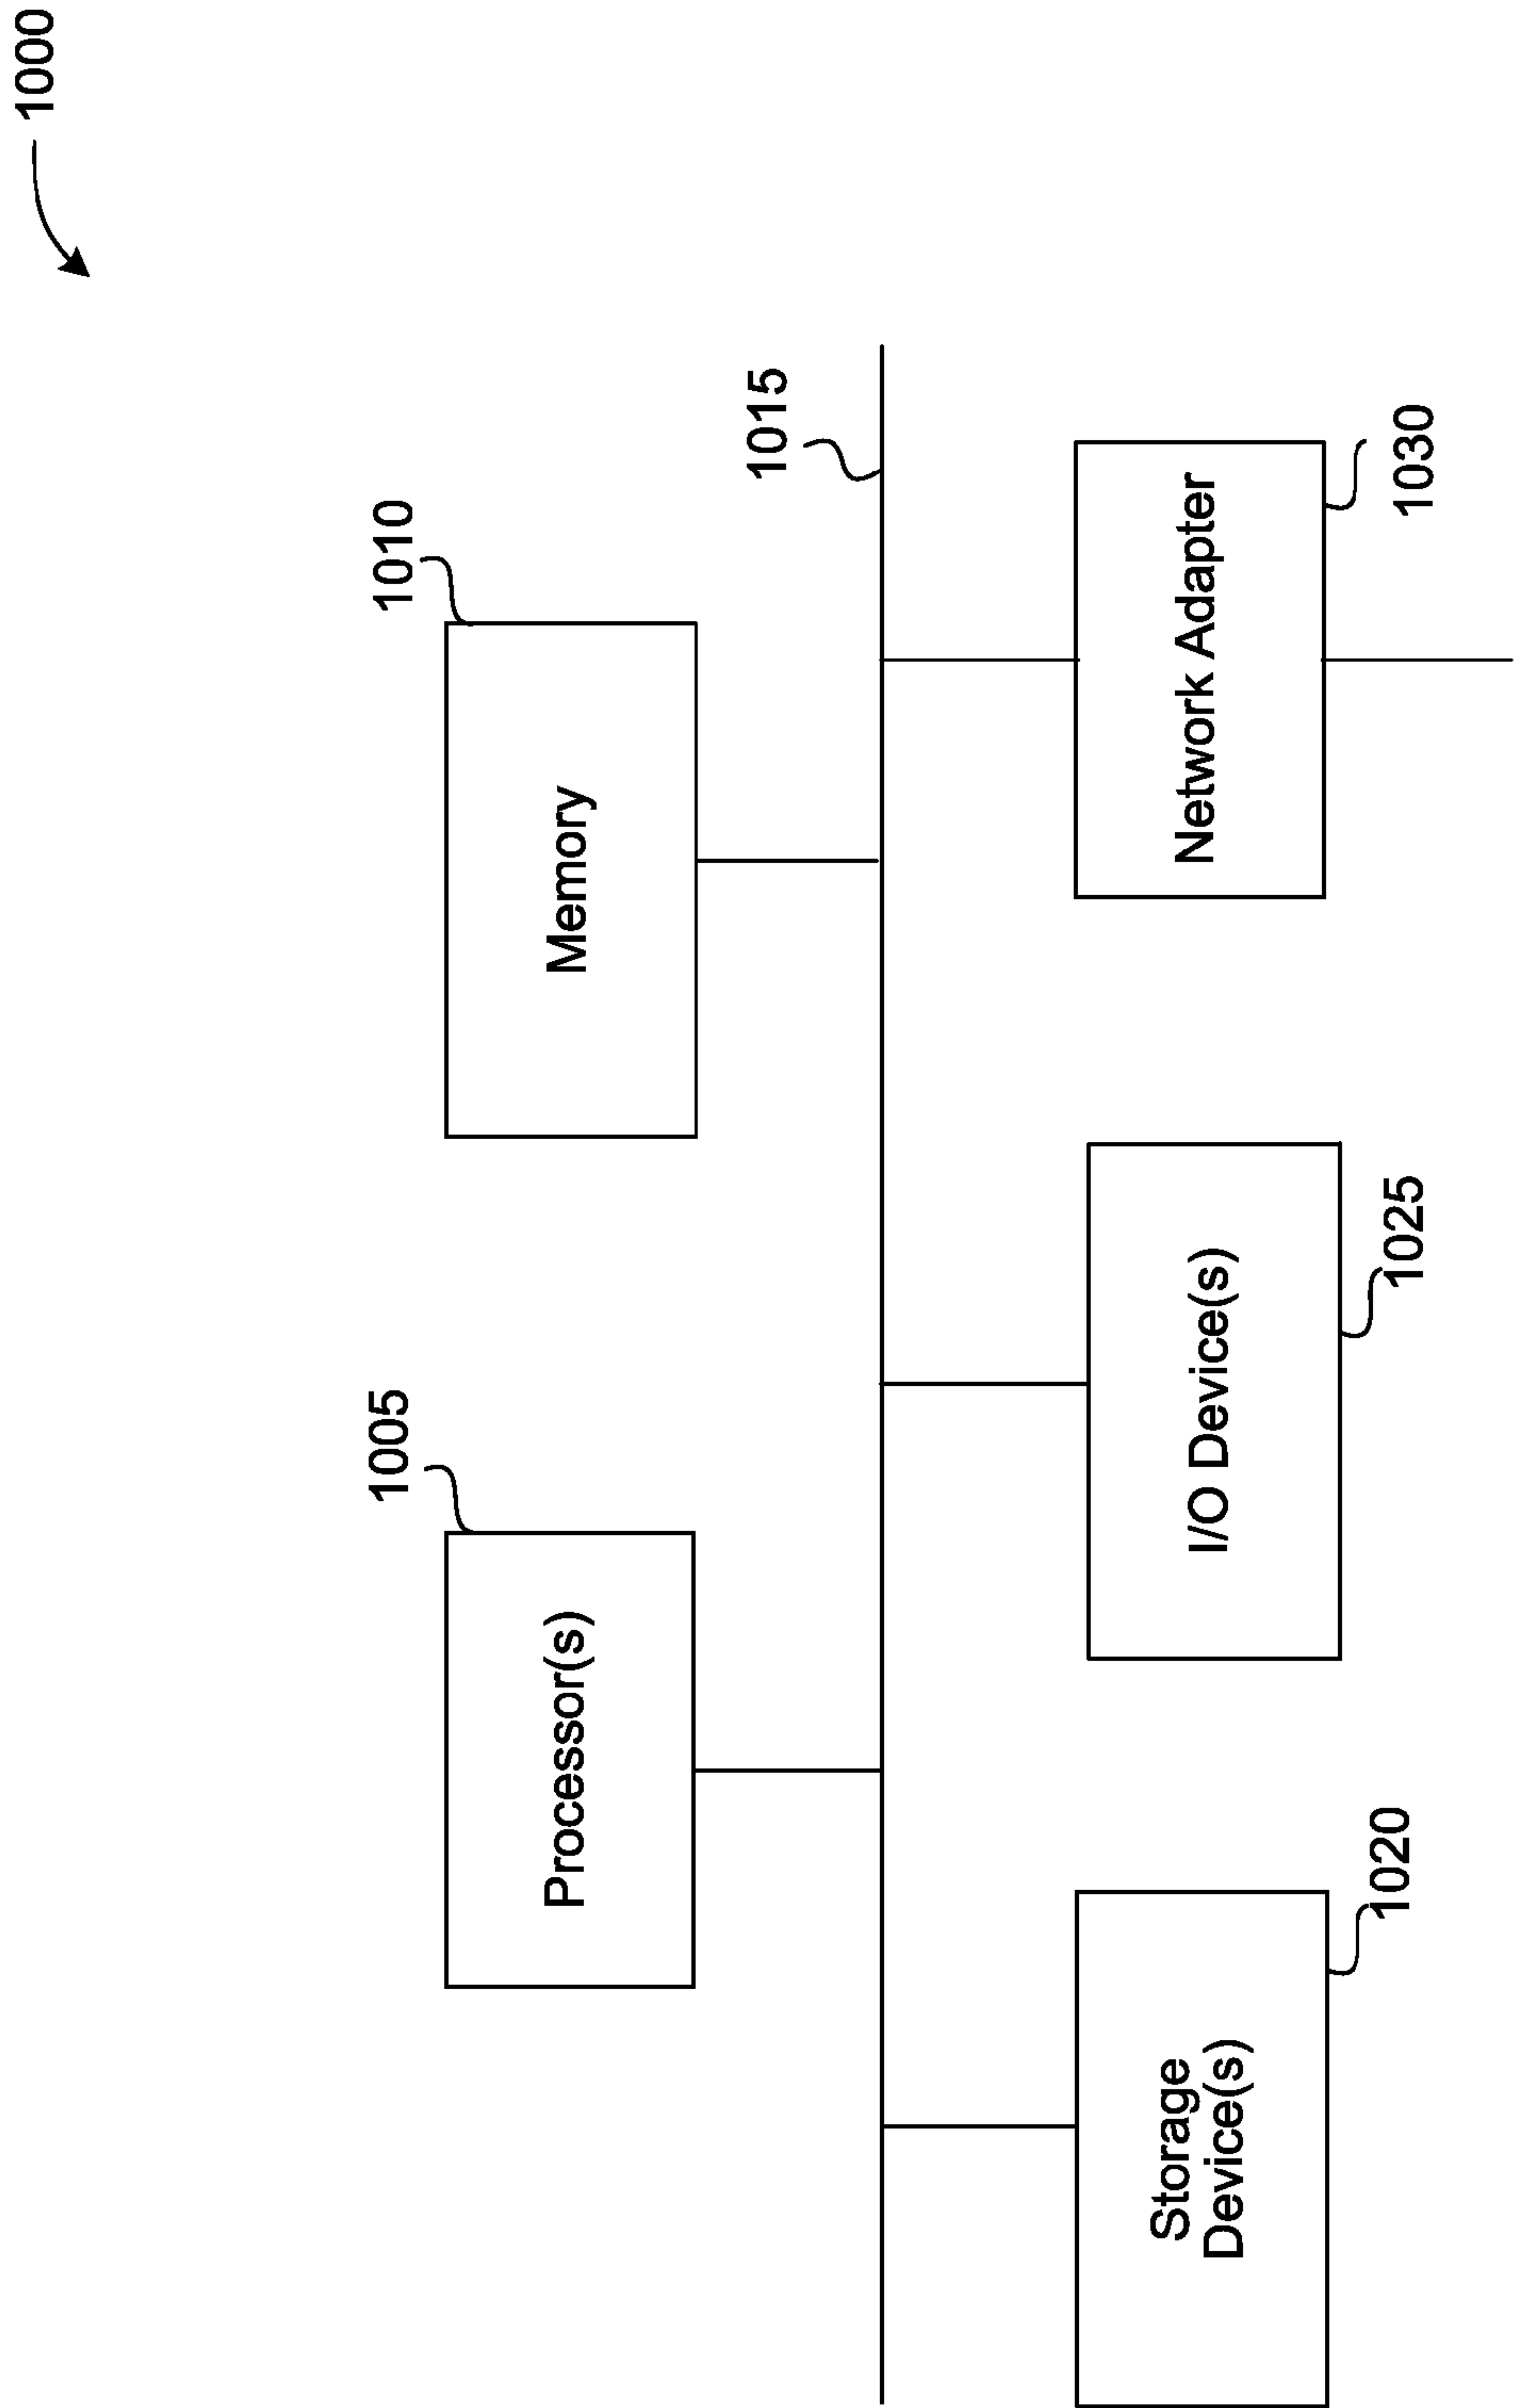 1000
1005
1010
Processor(s)
Memory
1015
Storage
Device(s)
I/O Device(s)
Network Adapter
1020
1025
1030